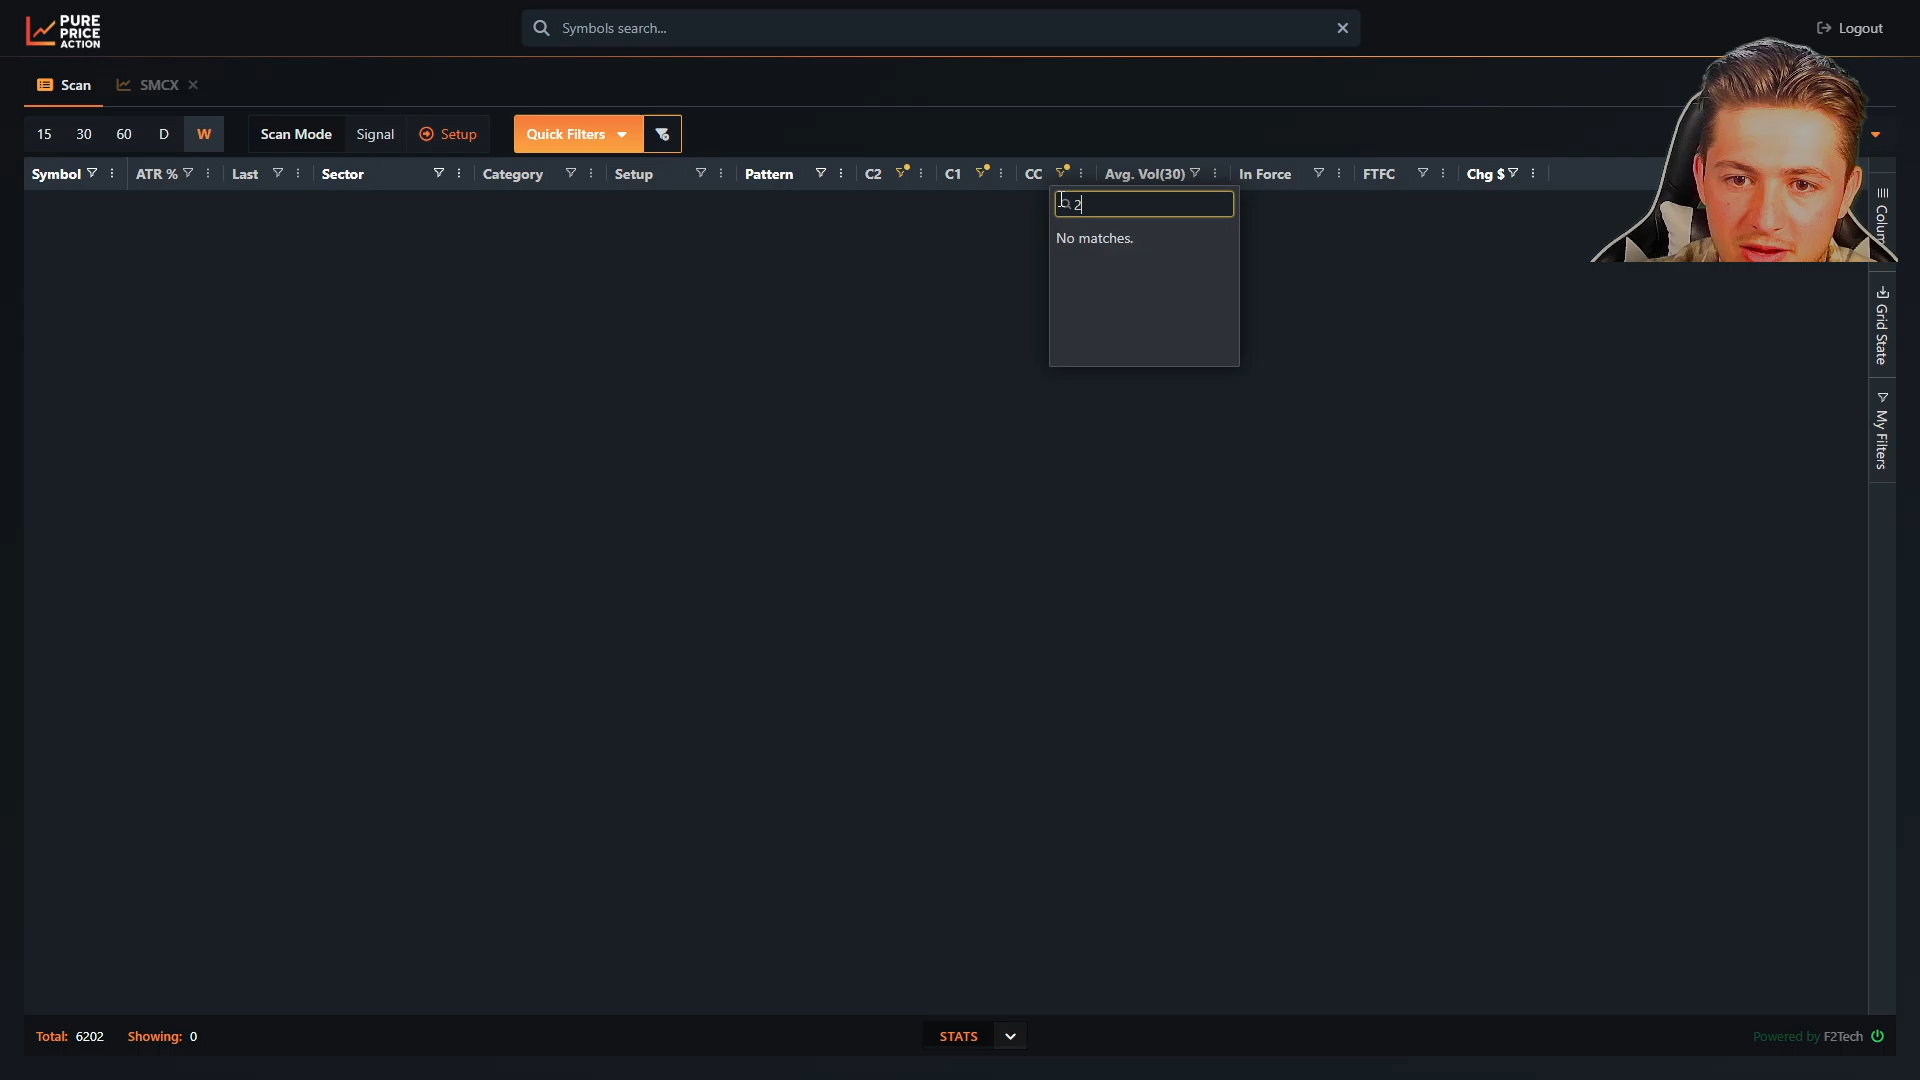 PURE
PRICE
ACTION
Symbols search...
Logout
Scan
SMCX
15 30 60 D W Scan Mode Signal Setup Quick Filters
Symbol ATR % Last Sector Category Setup Pattern C2 C1 CC Avg. Vol(30) In Force FTFC Chg $
2
No matches.
Colum
Grid State
My Filters
Total: 6202 Showing: 0
STATS
Powered by F2Tech